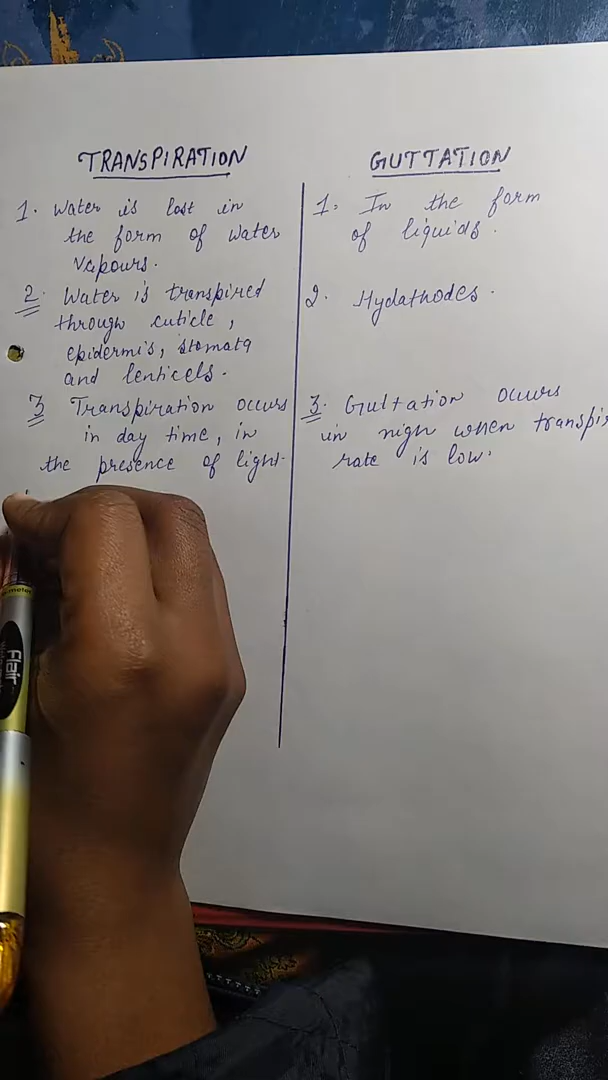 TRANSPIRATION
1. Water is lost in
the form of water
vapours.
2. Water is transpired
through cuticle,
epidermis, stomata
and lenticels.
3 Transpiration occurs
in day time, in
the presence of light.
GUTTATION
1. In the form
of liquids.
2. Hydathodes.
3. Guttation occurs
in nigh when transpi
rate is low.
Flair